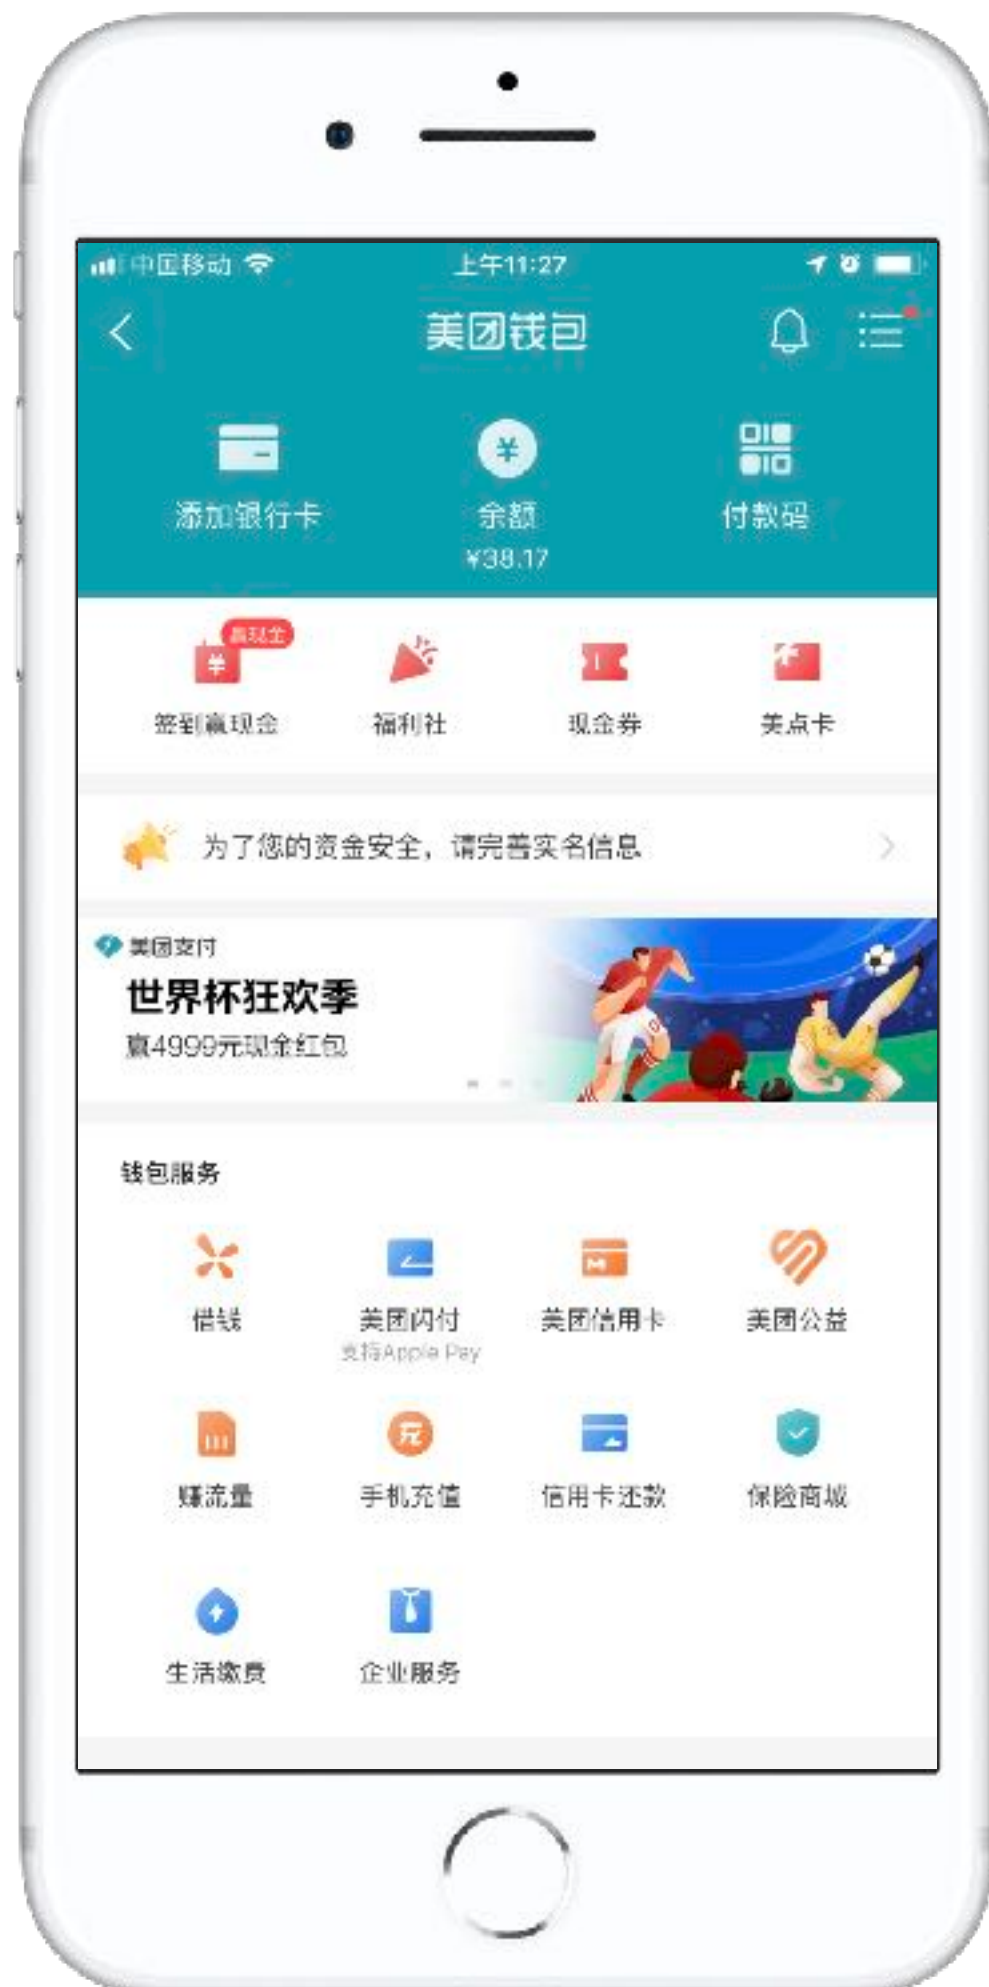 中国移动
上午11:27
美团钱包
添加银行卡
余额
付款码
¥38.17
赢现金
签到赢现金
福利社
现金券
美点卡
为了您的资金安全，请完善实名信息
美团支付
世界杯狂欢季
赢4999元现金红包
钱包服务
借钱
美团闪付
美团信用卡
美团公益
支持Apple Pay
赚流量
手机充值
信用卡还款
保险商城
生活缴费
企业服务